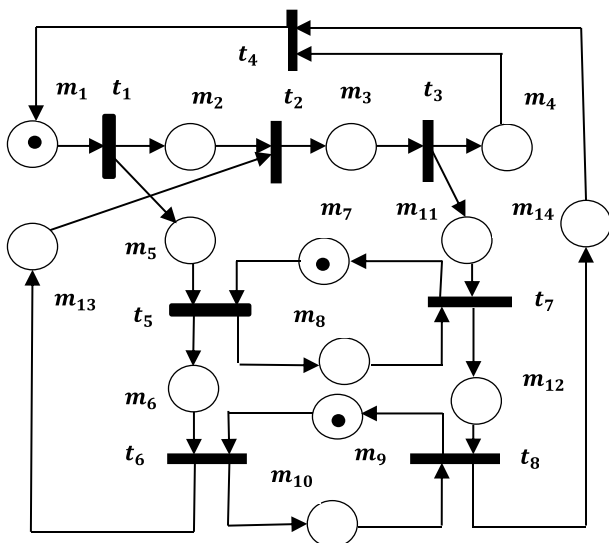 t₄
m₁ t₁ m₂ t₂ m₃ t₃ m₄
m₇ m₁₁ m₁₄
m₅
m₁₃ t₅ m₈ t₇
m₆ m₁₂
t₆ m₁₀ m₉ t₈